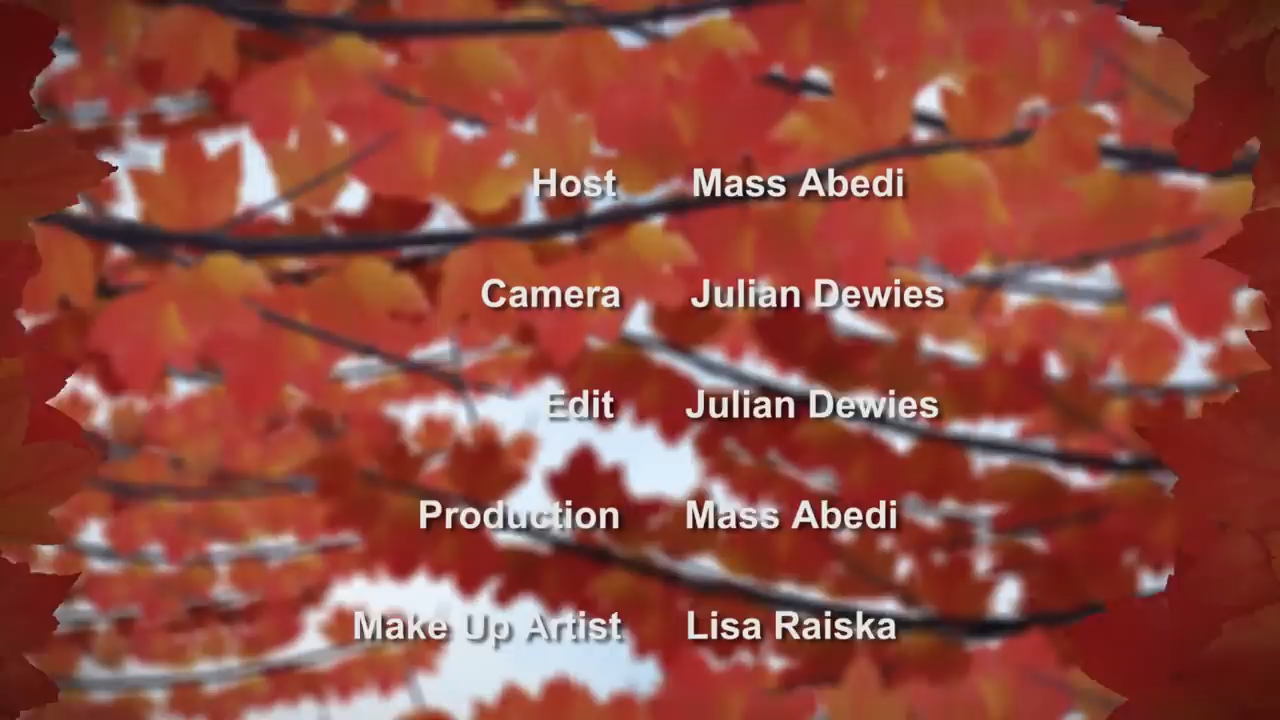 Host Mass Abedi
Camera Julian Dewies
Edit Julian Dewies
Production Mass Abedi
Make Up Artist Lisa Raiska